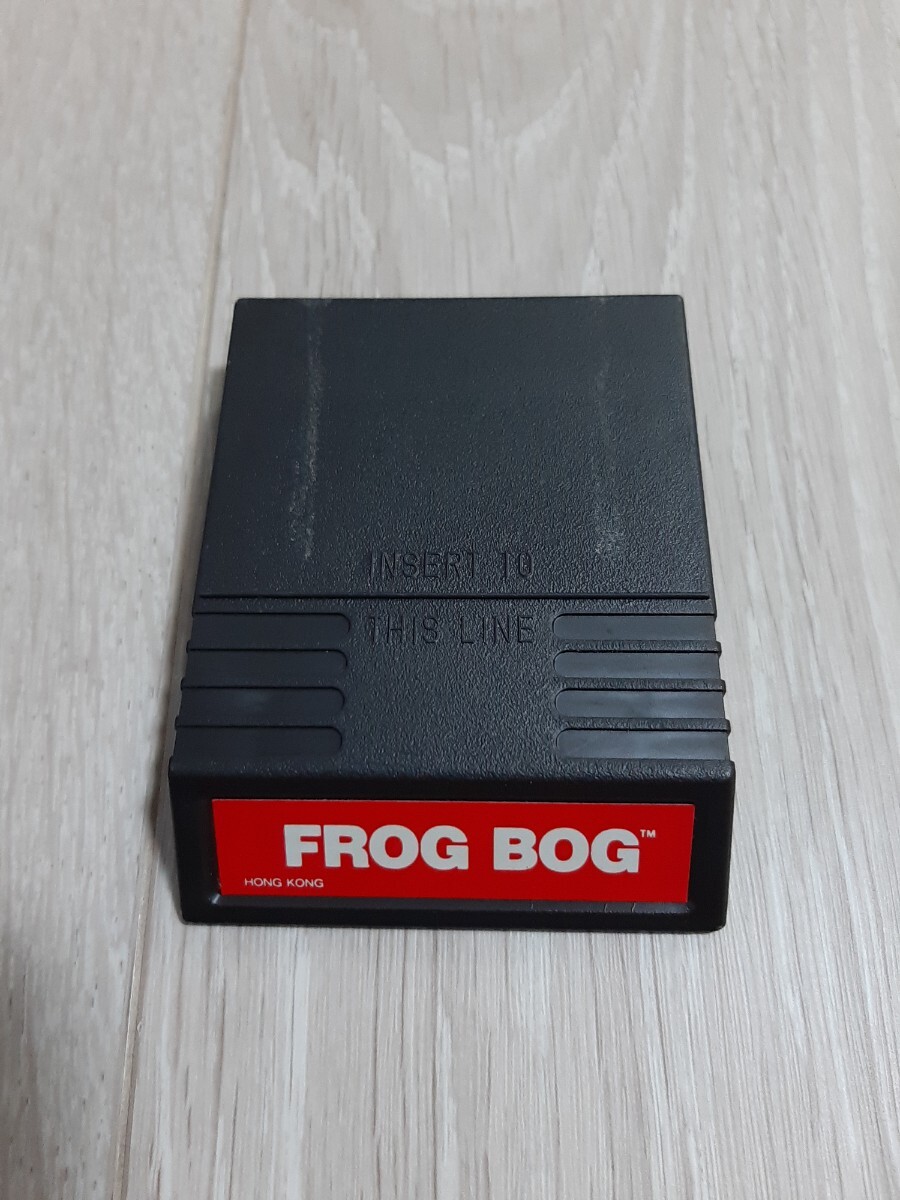 INSERT TO
THIS LINE
FROG BOG™
HONG KONG